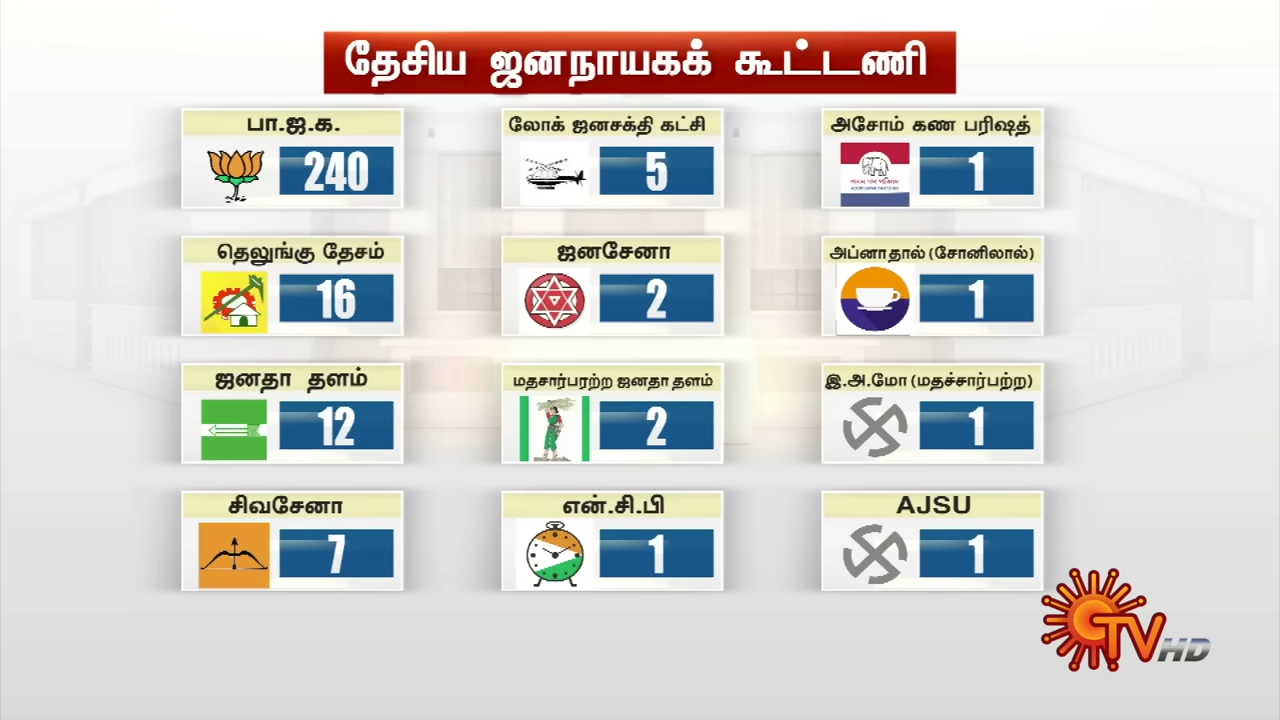 தேசிய ஜனநாயகக் கூட்டணி
பா.ஜ.க.
240
லோக் ஜனசக்தி கட்சி
5
அசோம் கண பரிஷத்
1
தெலுங்கு தேசம்
16
ஜனசேனா
2
அப்னாதால் (சோனிலால்)
1
ஜனதா தளம்
12
மதசார்பரற்ற ஜனதா தளம்
2
இ.அ.மோ (மதச்சார்பற்ற)
1
சிவசேனா
7
என்.சி.பி
1
AJSU
1
TV HD